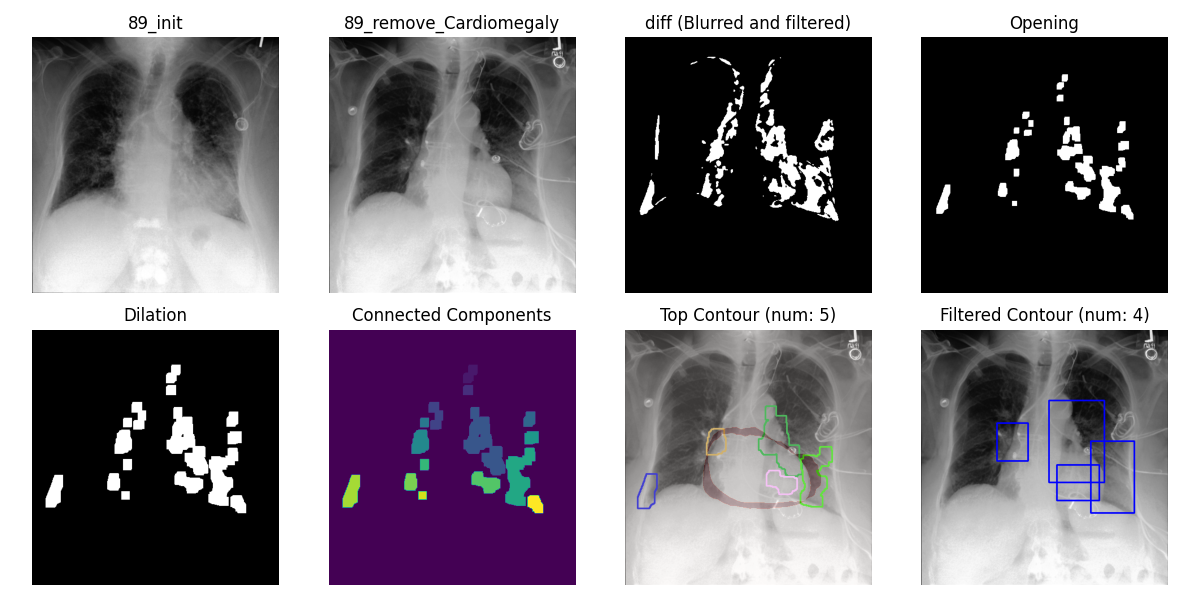 89_init
89_remove_Cardiomegaly
diff (Blurred and filtered)
Opening
Dilation
Connected Components
Top Contour (num: 5)
Filtered Contour (num: 4)